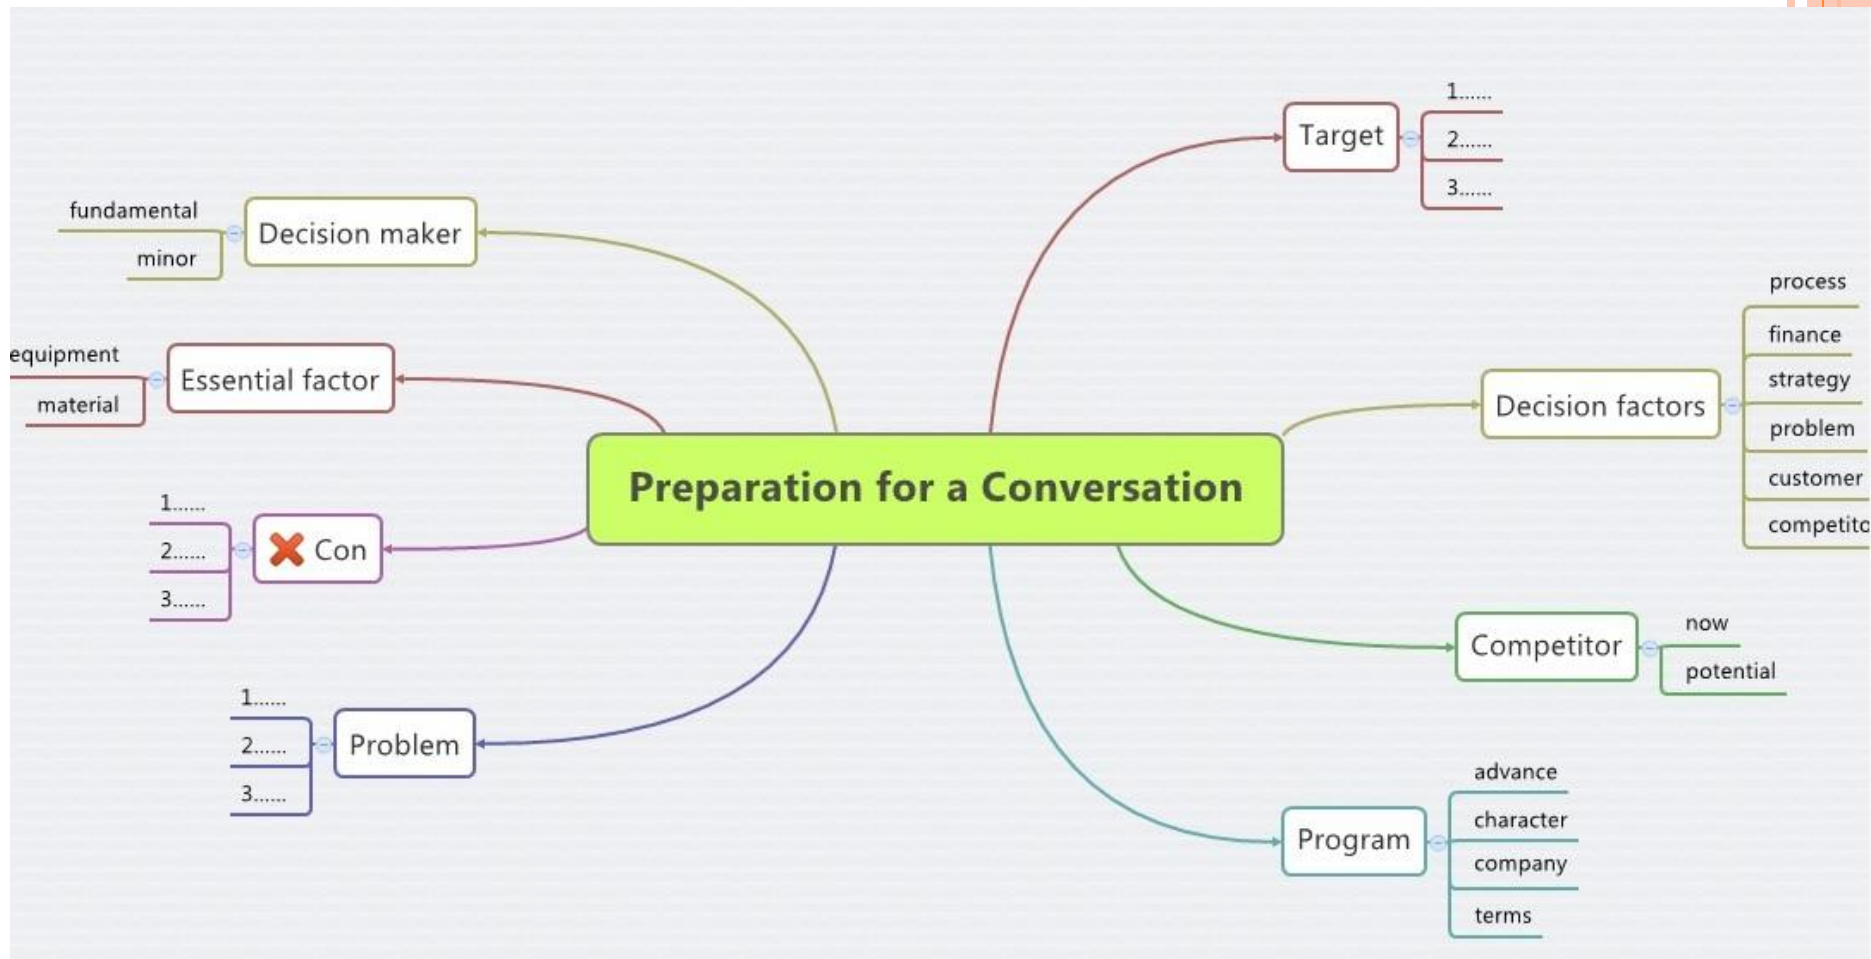 Preparation for a Conversation
Target
1......
2......
3......
Decision factors
process
finance
strategy
problem
customer
competito
Competitor
now
potential
Program
advance
character
company
terms
Decision maker
fundamental
minor
Essential factor
equipment
material
Con
1......
2......
3......
Problem
1......
2......
3......